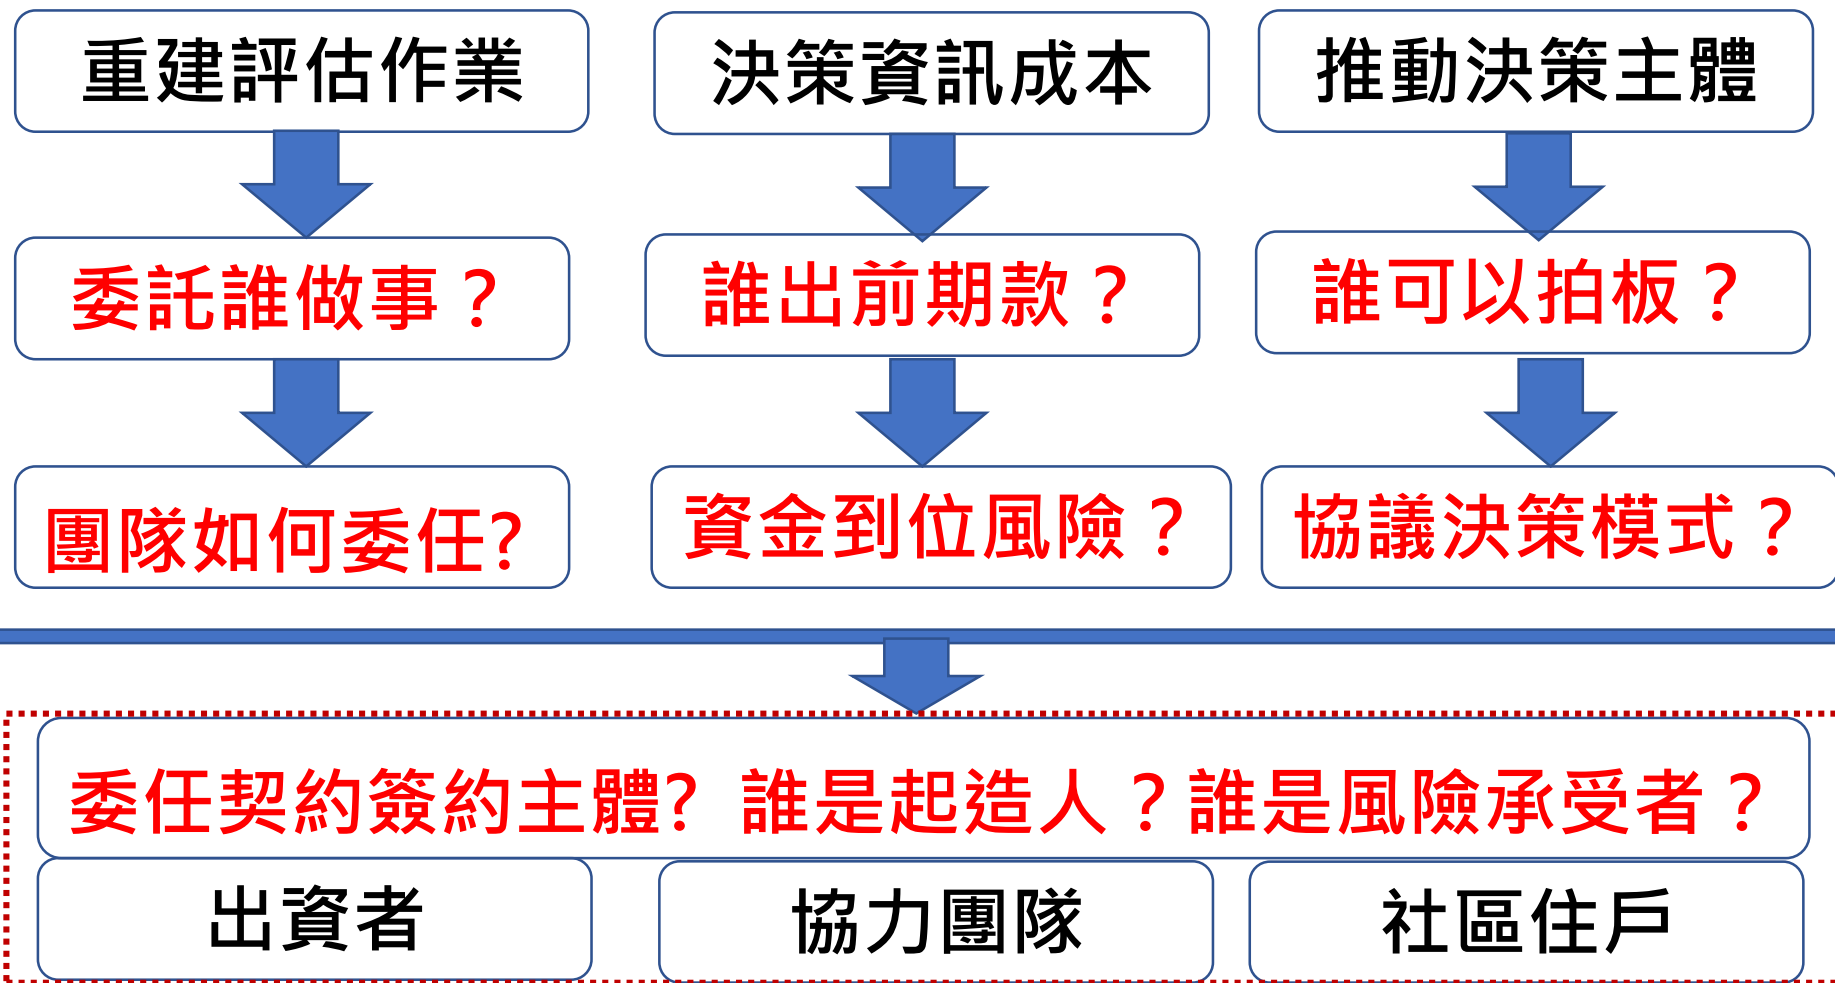 重建評估作業
決策資訊成本
推動決策主體
委託誰做事？
誰出前期款？
誰可以拍板？
團隊如何委任?
資金到位風險？
協議決策模式？
委任契約簽約主體? 誰是起造人？誰是風險承受者？
出資者
協力團隊
社區住戶